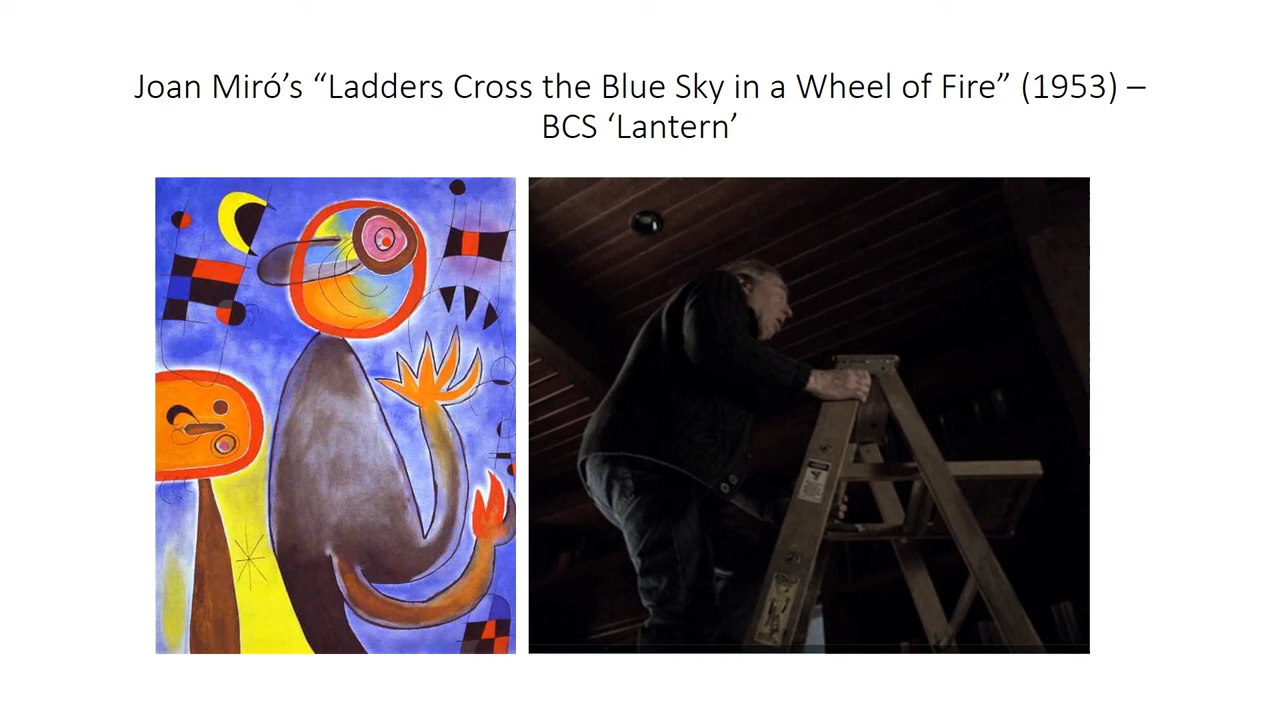 Joan Miró’s “Ladders Cross the Blue Sky in a Wheel of Fire” (1953) –
BCS ‘Lantern’